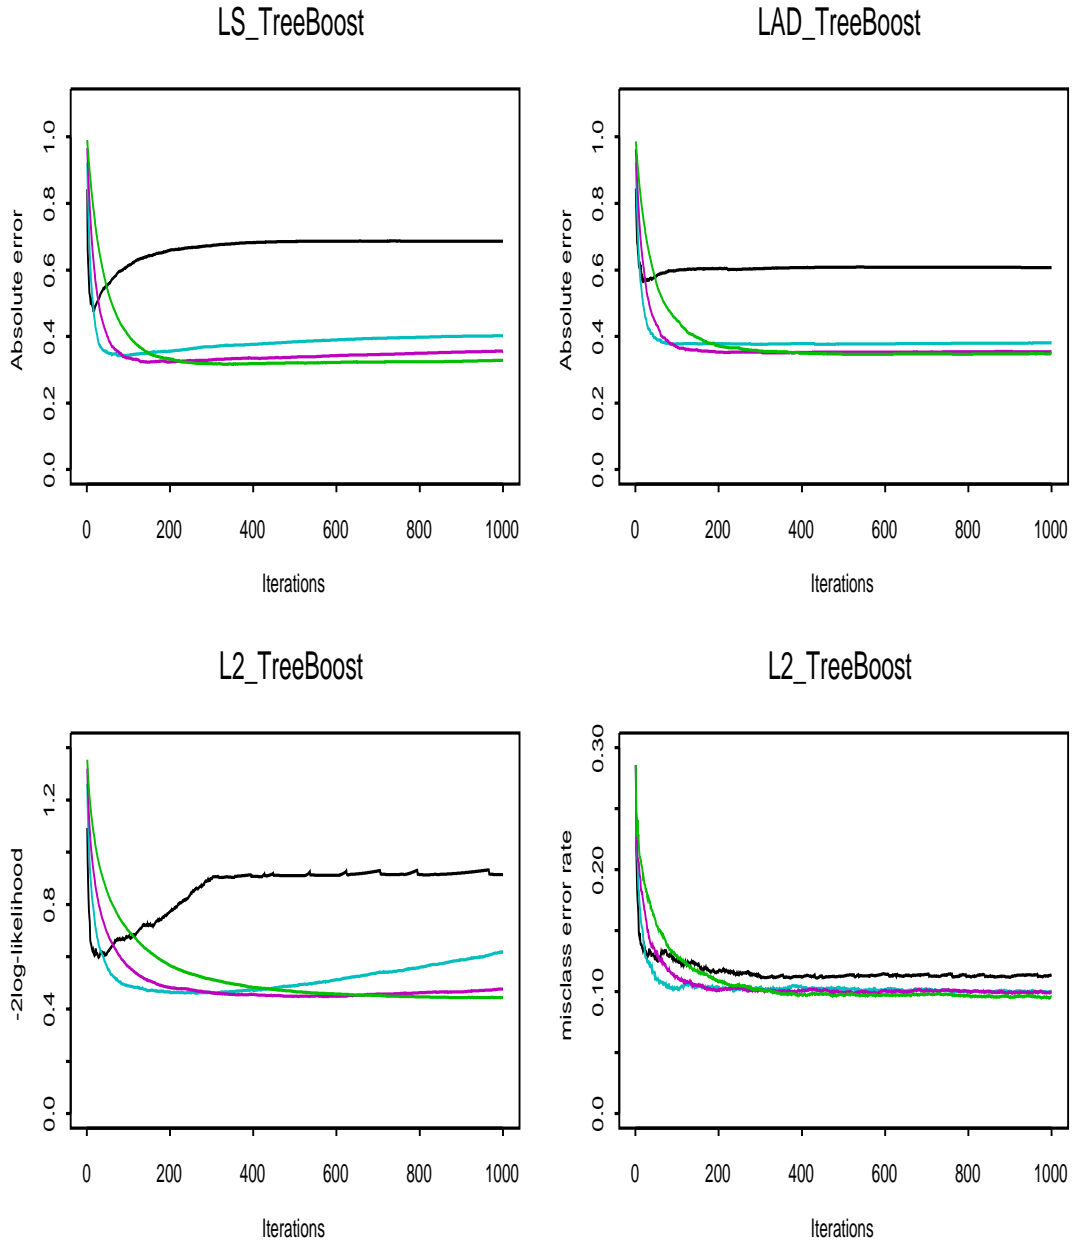 LS_TreeBoost
Absolute error
1.0
0.8
0.6
0.4
0.2
0.0
0 200 400 600 800 1000
Iterations
LAD_TreeBoost
Absolute error
1.0
0.8
0.6
0.4
0.2
0.0
0 200 400 600 800 1000
Iterations
L2_TreeBoost
-2log-likelihood
1.2
0.8
0.4
0.0
0 200 400 600 800 1000
Iterations
L2_TreeBoost
misclass error rate
0.30
0.20
0.10
0.0
0 200 400 600 800 1000
Iterations